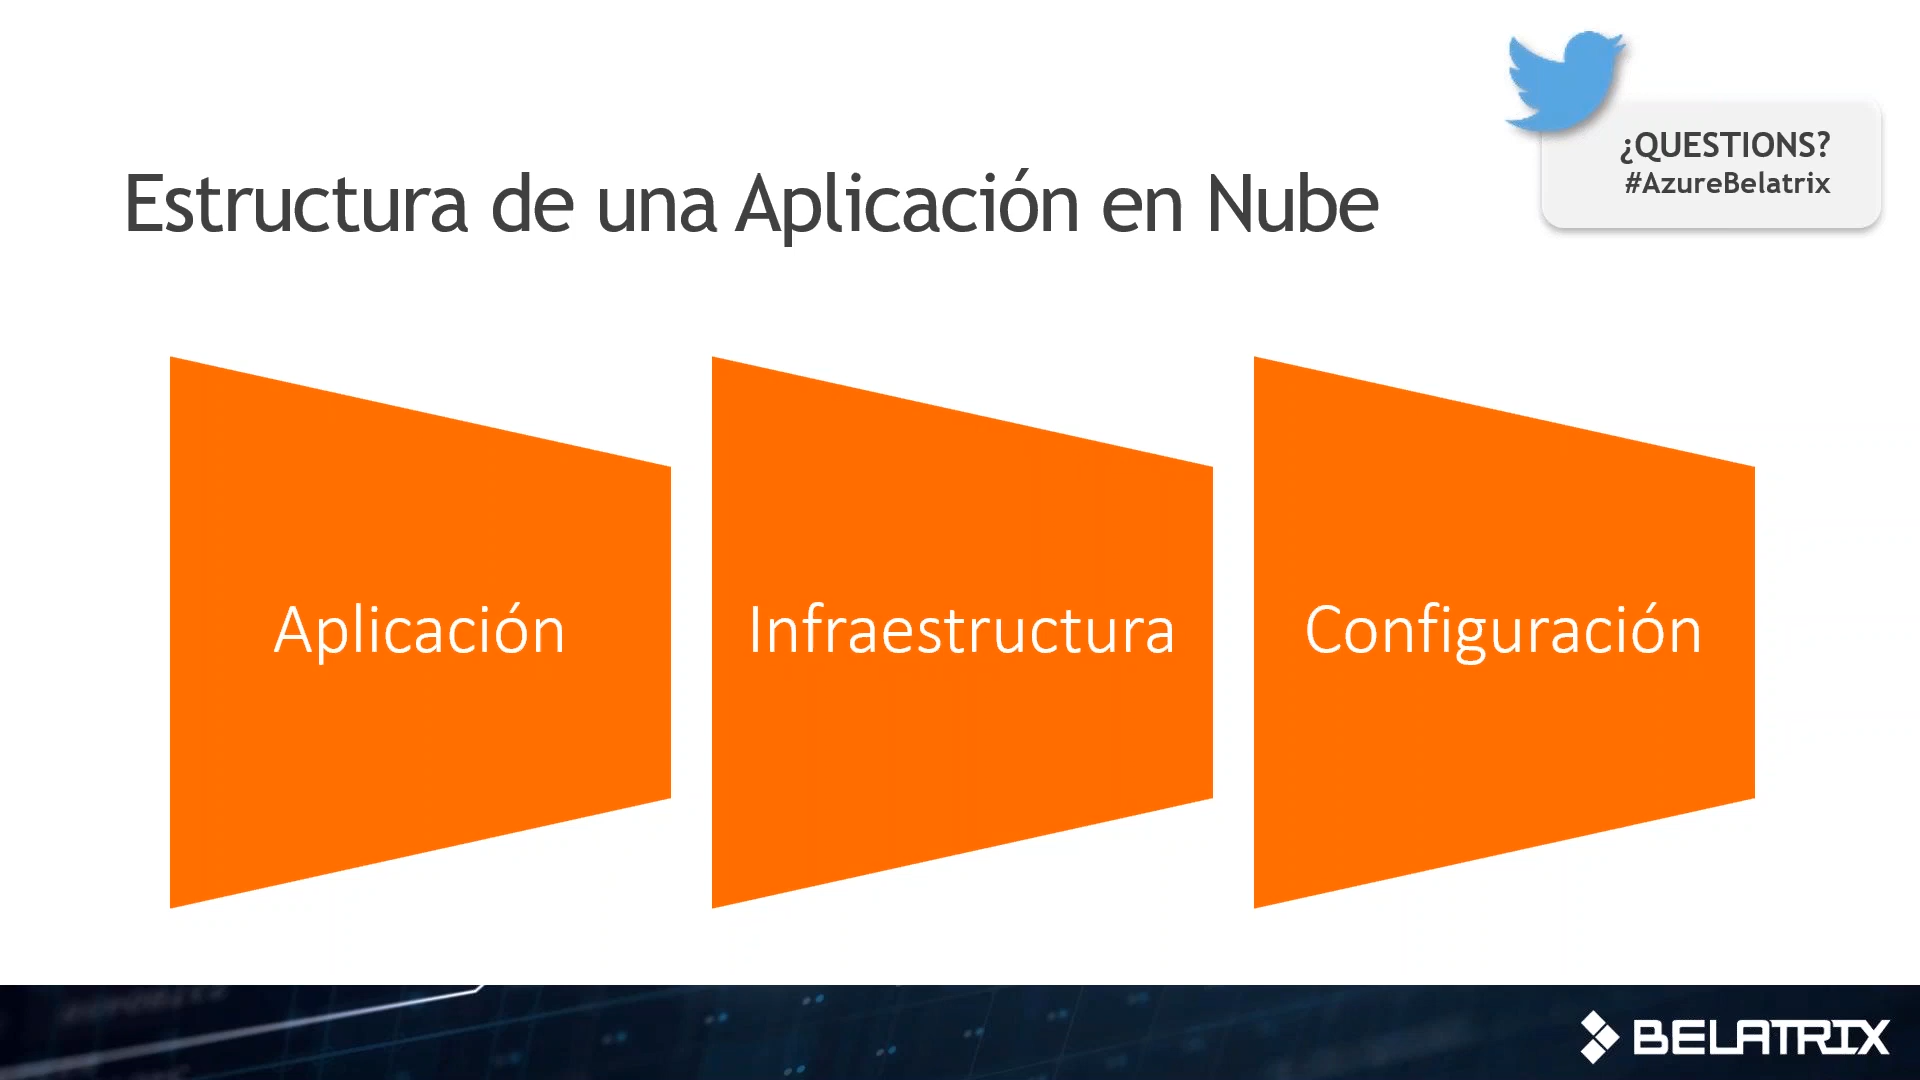 ¿QUESTIONS?
#AzureBelatrix
Estructura de una Aplicación en Nube
Aplicación
Infraestructura
Configuración
BELATRIX